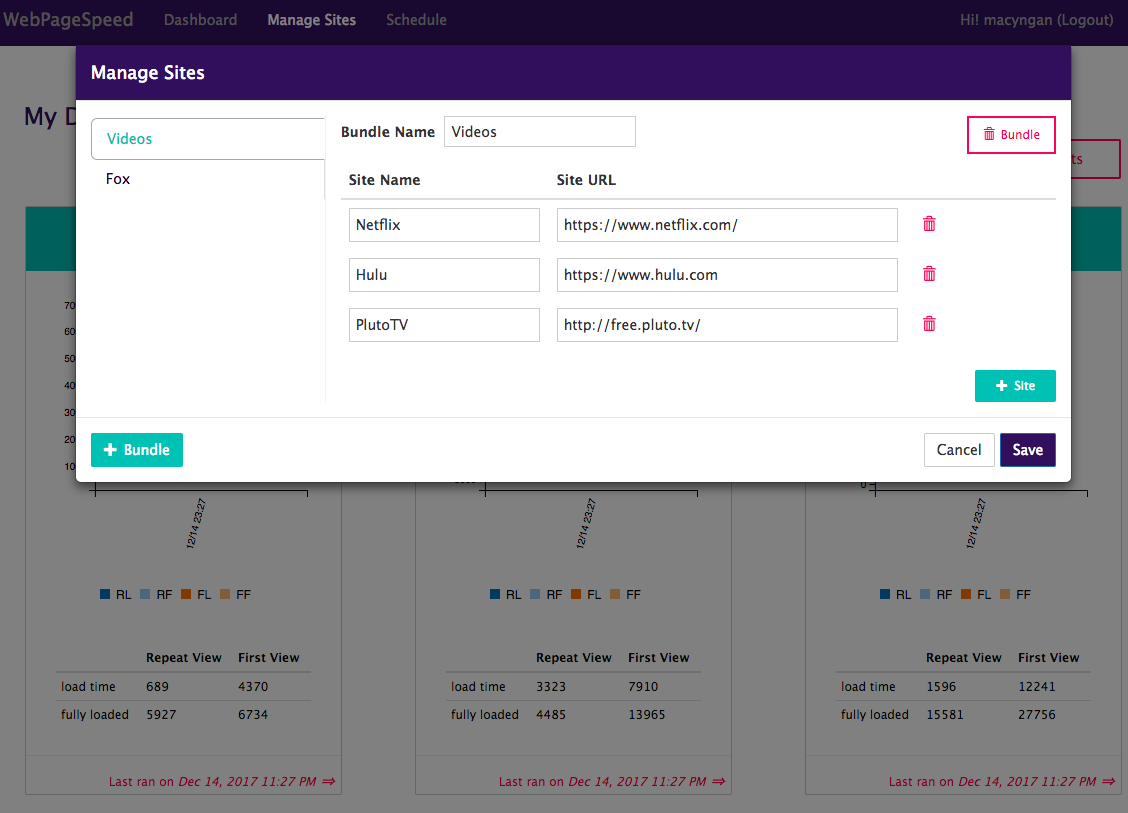 WebPageSpeed Dashboard Manage Sites Schedule Hi! macyngan (Logout)
Manage Sites
My D
Videos
Fox
Bundle Name Videos Bundle
ts
Site Name Site URL
Netflix https://www.netflix.com/
Hulu https://www.hulu.com
PlutoTV http://free.pluto.tv/
+ Site
+ Bundle Cancel Save
70
60
50
40
30
20
10
0
12/14 23:27 12/14 23:27 12/14 23:27
RL RF FL FF RL RF FL FF RL RF FL FF
Repeat View First View Repeat View First View Repeat View First View
load time 689 4370 load time 3323 7910 load time 1596 12241
fully loaded 5927 6734 fully loaded 4485 13965 fully loaded 15581 27756
Last ran on Dec 14, 2017 11:27 PM ⇒ Last ran on Dec 14, 2017 11:27 PM ⇒ Last ran on Dec 14, 2017 11:27 PM ⇒